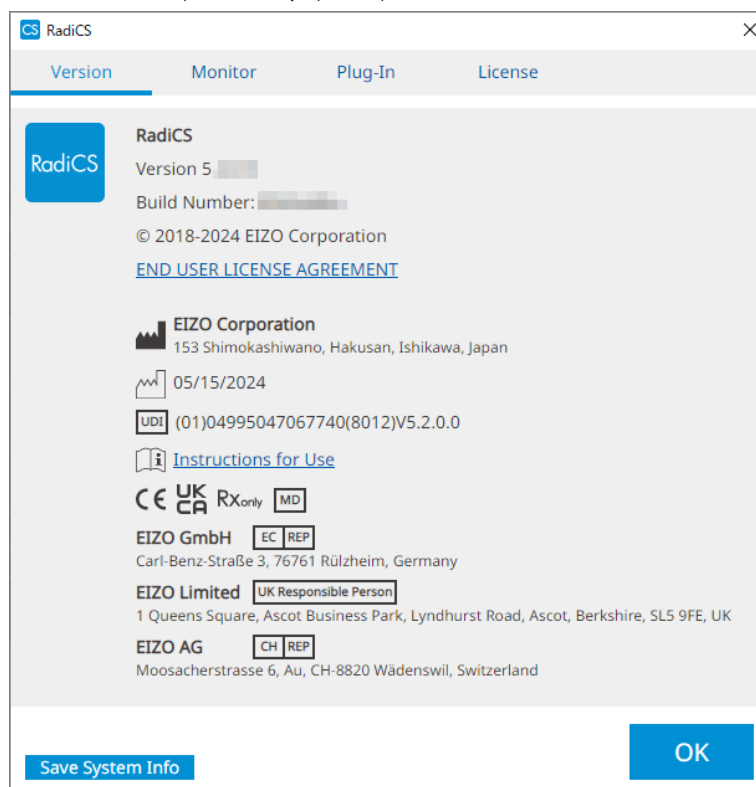 CS RadiCS
Version Monitor Plug-In License
RadiCS
RadiCS
Version 5.
Build Number:
© 2018-2024 EIZO Corporation
END USER LICENSE AGREEMENT
EIZO Corporation
153 Shimokashiwano, Hakusan, Ishikawa, Japan
05/15/2024
UDI (01)04995047067740(8012)V5.2.0.0
Instructions for Use
CE UK CA Rx only MD
EIZO GmbH EC REP
Carl-Benz-Straße 3, 76761 Rülzheim, Germany
EIZO Limited UK Responsible Person
1 Queens Square, Ascot Business Park, Lyndhurst Road, Ascot, Berkshire, SL5 9FE, UK
EIZO AG CH REP
Moosacherstrasse 6, Au, CH-8820 Wädenswil, Switzerland
Save System Info
OK